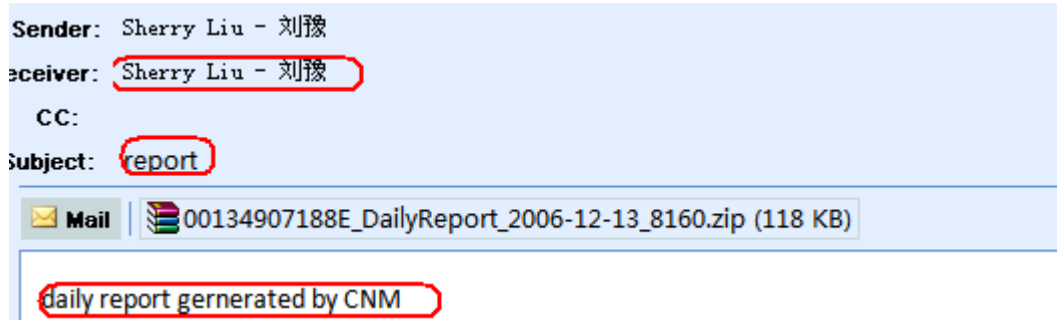 Sender: Sherry Liu - 刘豫
eceiver: Sherry Liu - 刘豫
CC:
Subject: report
Mail 00134907188E_DailyReport_2006-12-13_8160.zip (118 KB)
daily report gernerated by CNM